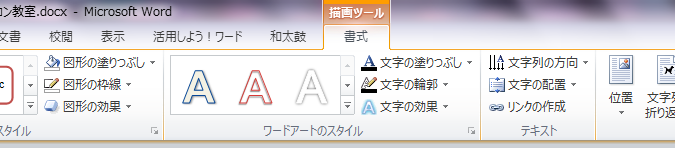 コン教室.docx - Microsoft Word
描画ツール
文書 校閲 表示 活用しよう!ワード 和太鼓 書式
図形の塗りつぶし
図形の枠線
図形の効果
スタイル
A A A
文字の塗りつぶし
文字の輪郭
文字の効果
ワードアートのスタイル
文字列の方向
文字の配置
リンクの作成
テキスト
位置
文字列
折り返